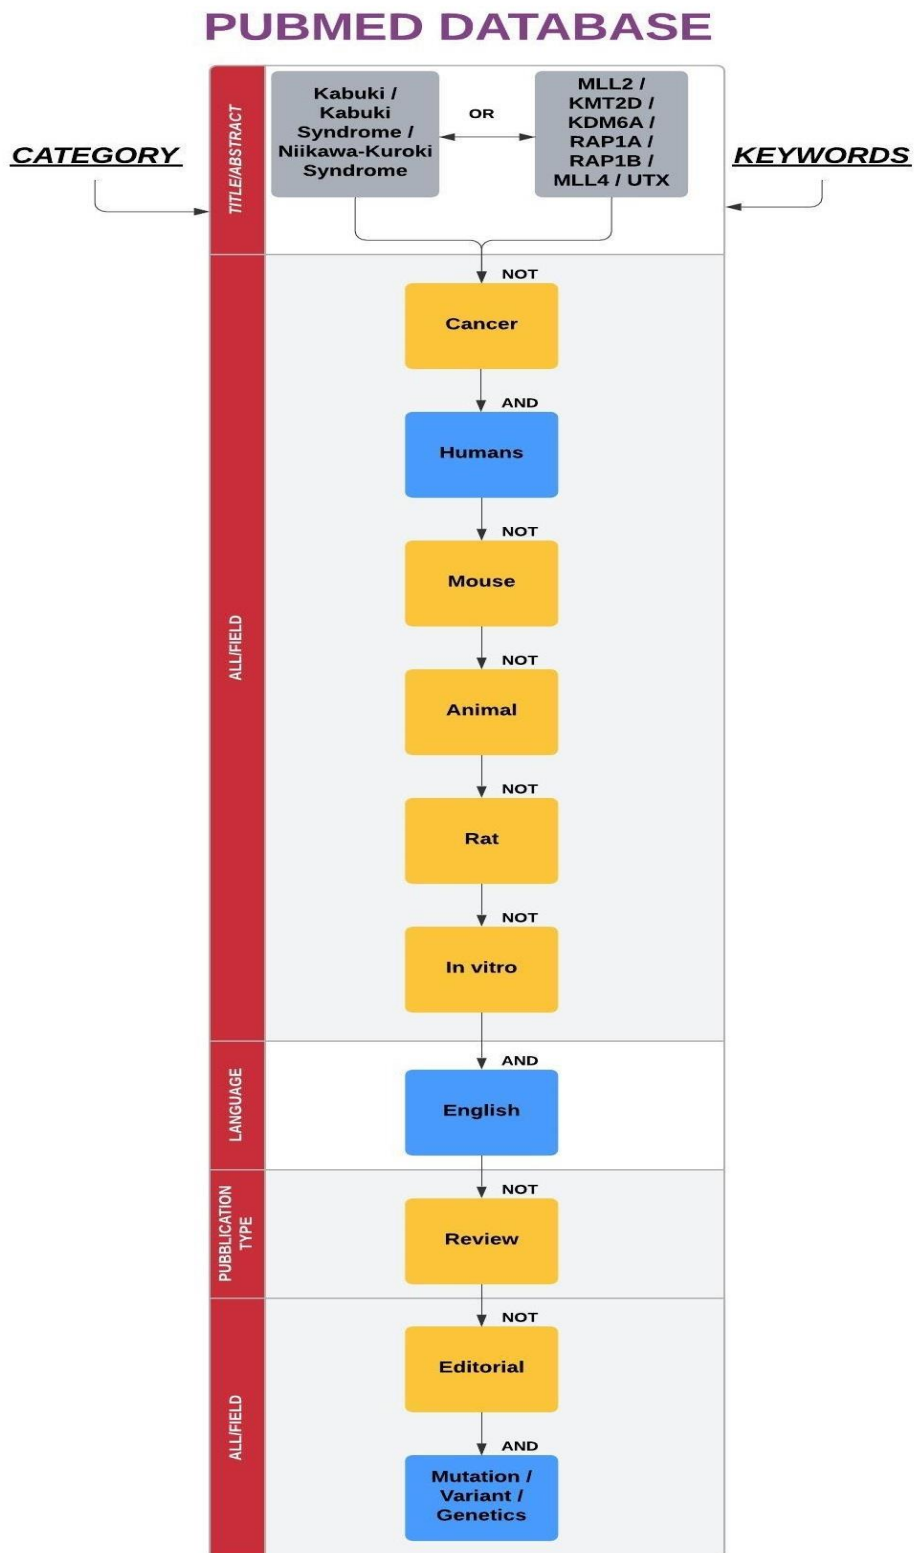 PUBMED DATABASE
CATEGORY
KEYWORDS
TITLE/ABSTRACT
Kabuki /
Kabuki
Syndrome /
Niikawa-Kuroki
Syndrome
OR
MLL2 /
KMT2D /
KDM6A /
RAP1A /
RAP1B /
MLL4 / UTX
ALL/FIELD
NOT
Cancer
AND
Humans
NOT
Mouse
NOT
Animal
NOT
Rat
NOT
In vitro
LANGUAGE
AND
English
PUBBLICATION
TYPE
NOT
Review
ALL/FIELD
NOT
Editorial
AND
Mutation /
Variant /
Genetics